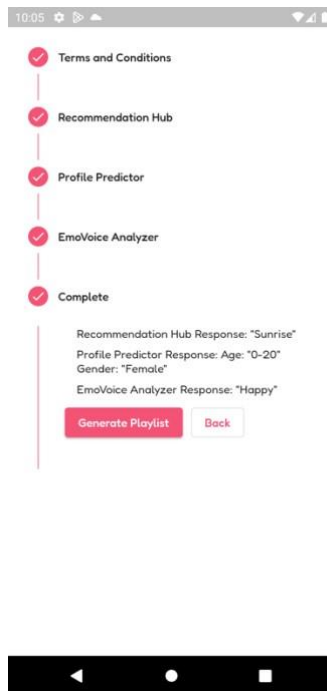 10:05
Terms and Conditions
Recommendation Hub
Profile Predictor
EmoVoice Analyzer
Complete
Recommendation Hub Response: "Sunrise"
Profile Predictor Response: Age: "0-20"
Gender: "Female"
EmoVoice Analyzer Response: "Happy"
Generate Playlist Back